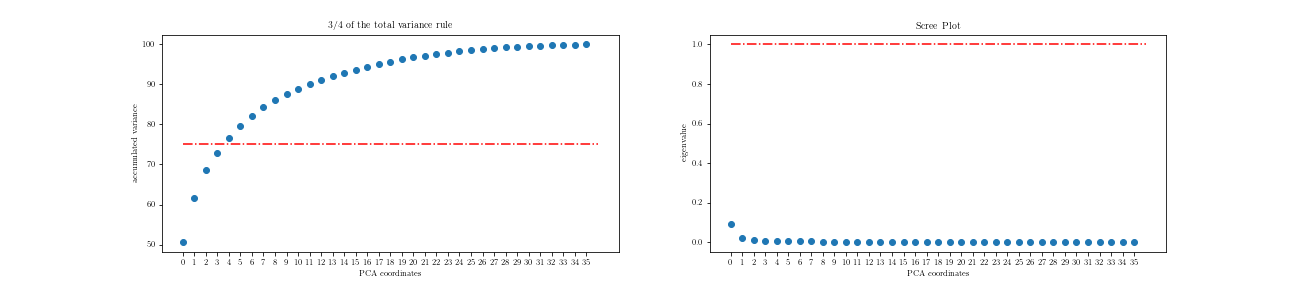 3/4 of the total variance rule
100
90
80
70
60
50
accumulated variance
0 1 2 3 4 5 6 7 8 9 10 11 12 13 14 15 16 17 18 19 20 21 22 23 24 25 26 27 28 29 30 31 32 33 34 35
PCA coordinates
Scree Plot
1.0
0.8
0.6
0.4
0.2
0.0
eigenvalue
0 1 2 3 4 5 6 7 8 9 10 11 12 13 14 15 16 17 18 19 20 21 22 23 24 25 26 27 28 29 30 31 32 33 34 35
PCA coordinates